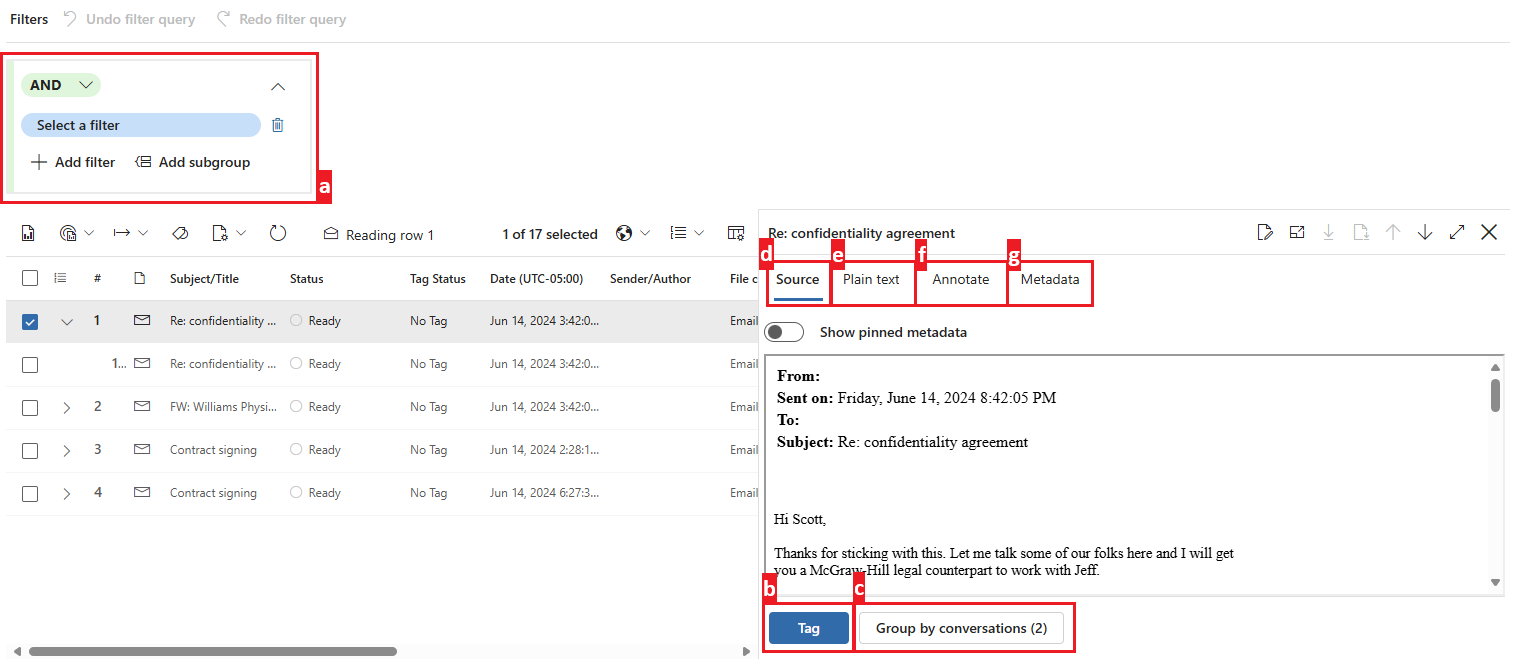 Filters Undo filter query Redo filter query
AND
Select a filter
Add filter Add subgroup
a
Reading row 1 1 of 17 selected
# Subject/Title Status Tag Status Date (UTC-05:00) Sender/Author File c
1 Re: confidentiality ... Ready No Tag Jun 14, 2024 3:42:0... Email
1... Re: confidentiality ... Ready No Tag Jun 14, 2024 3:42:0... Email
2 FW: Williams Physi... Ready No Tag Jun 14, 2024 3:42:0... Email
3 Contract signing Ready No Tag Jun 14, 2024 2:28:1... Email
4 Contract signing Ready No Tag Jun 14, 2024 6:27:3... Email
Re: confidentiality agreement
d e f g
Source Plain text Annotate Metadata
Show pinned metadata
From:
Sent on: Friday, June 14, 2024 8:42:05 PM
To:
Subject: Re: confidentiality agreement
Hi Scott,
Thanks for sticking with this. Let me talk some of our folks here and I will get
you a McGraw-Hill legal counterpart to work with Jeff.
b c
Tag Group by conversations (2)